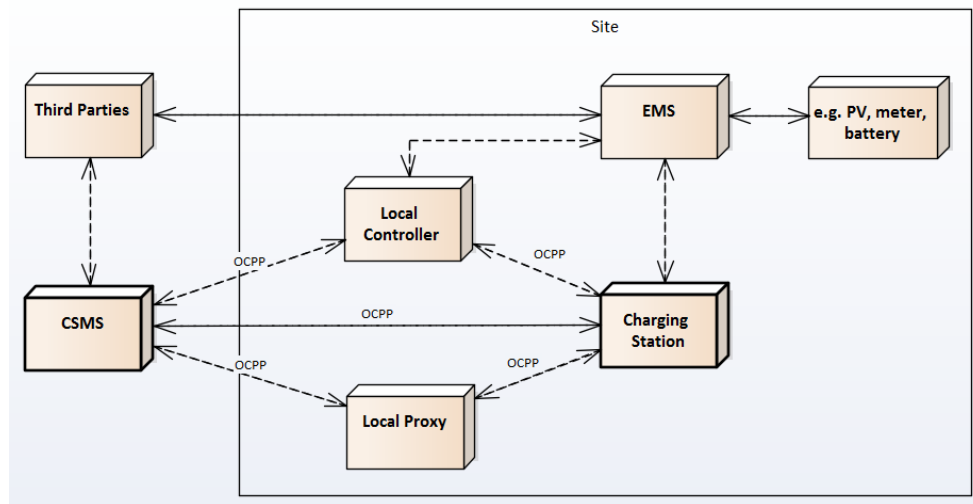 Site
Third Parties
EMS
e.g. PV, meter,
battery
Local
Controller
OCPP
OCPP
CSMS
OCPP
Charging
Station
OCPP
OCPP
Local Proxy